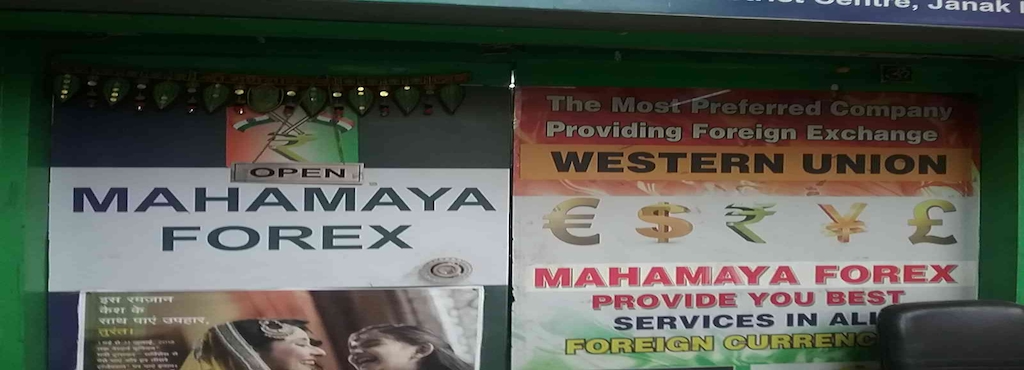 Centre, Janak
OPEN
MAHAMAYA
FOREX
इस रमजान
कैश के
साथ पाएं उपहार,
तुरंत।
The Most Preferred Company
Providing Foreign Exchange
WESTERN UNION
€ $ ₹ ¥ £
MAHAMAYA FOREX
PROVIDE YOU BEST
SERVICES IN ALL
FOREIGN CURRENC